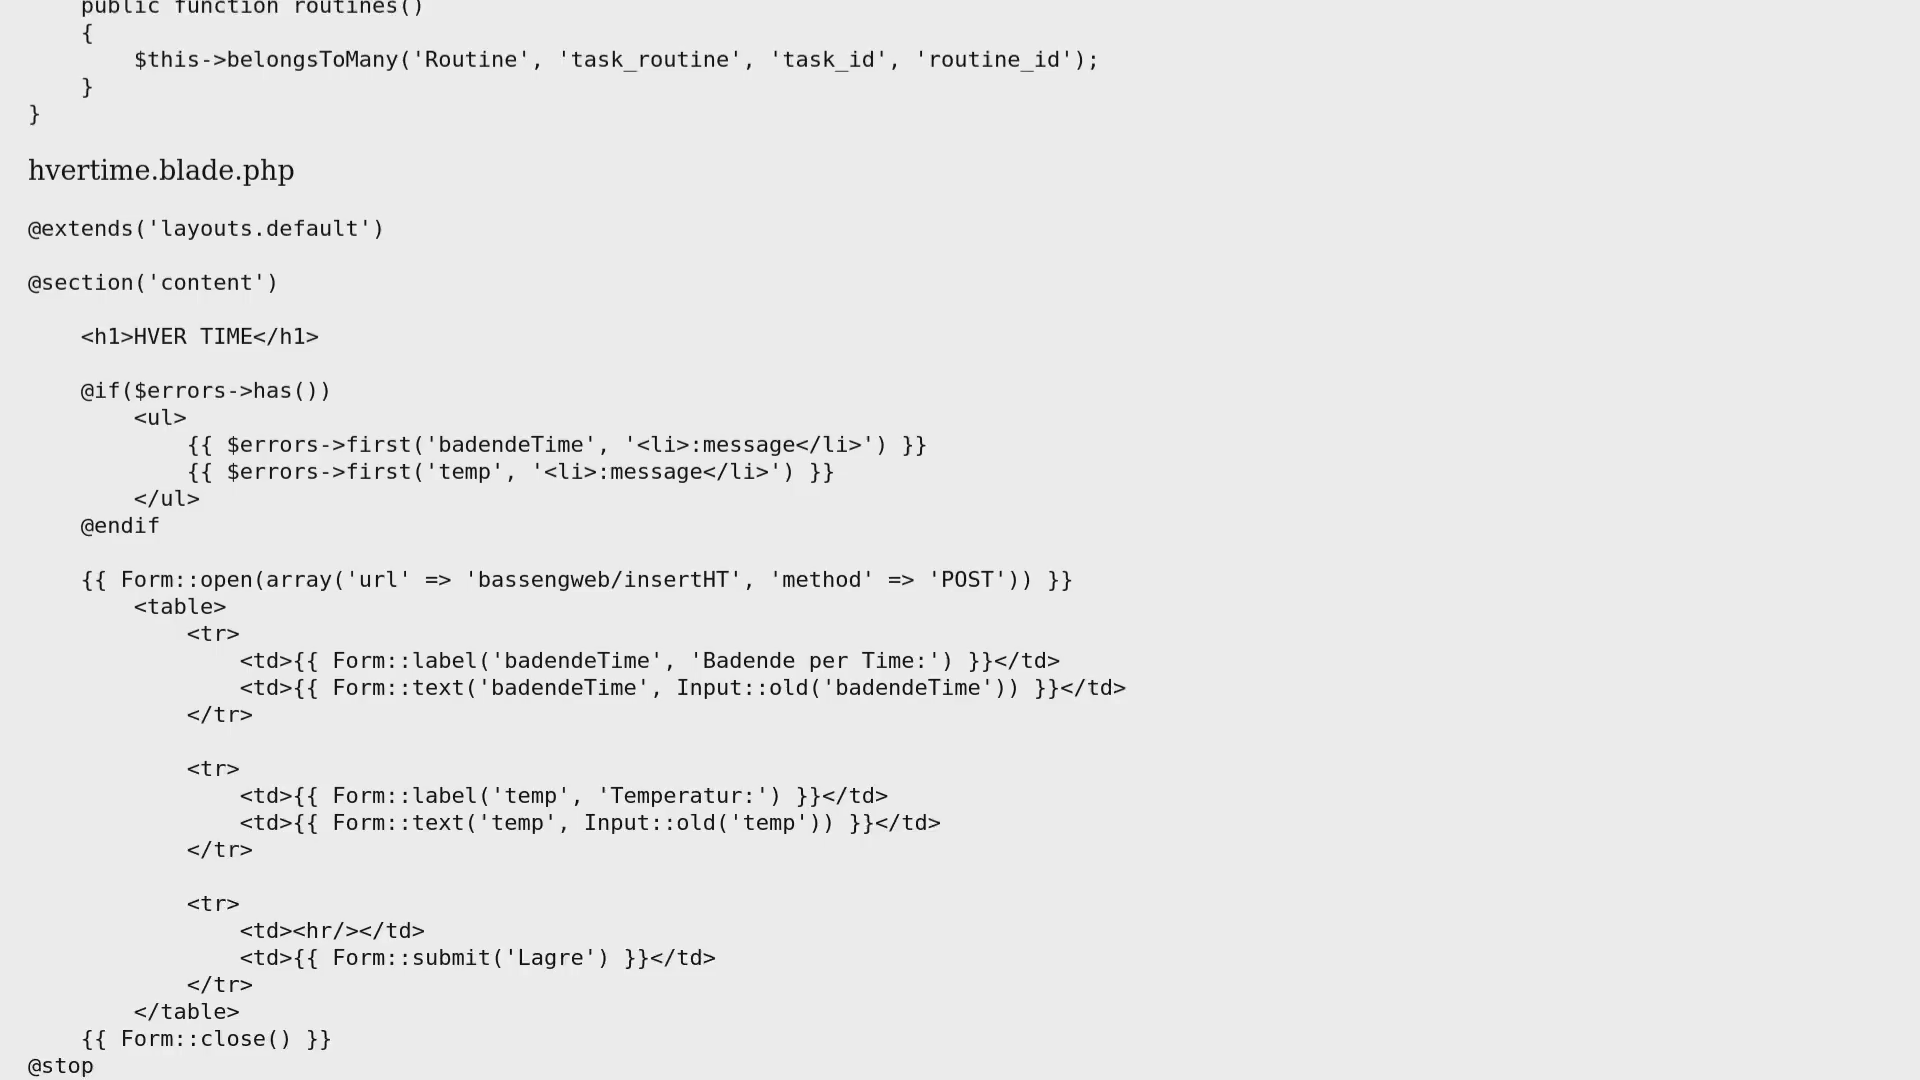 public function routines()
{
$this->belongsToMany('Routine', 'task_routine', 'task_id', 'routine_id');
}
}
hvertime.blade.php
@extends('layouts.default')
@section('content')
<h1>HVER TIME</h1>
@if($errors->has())
<ul>
{{ $errors->first('badendeTime', '<li>:message</li>') }}
{{ $errors->first('temp', '<li>:message</li>') }}
</ul>
@endif
{{ Form::open(array('url' => 'bassengweb/insertHT', 'method' => 'POST')) }}
<table>
<tr>
<td>{{ Form::label('badendeTime', 'Badende per Time:') }}</td>
<td>{{ Form::text('badendeTime', Input::old('badendeTime')) }}</td>
</tr>
<tr>
<td>{{ Form::label('temp', 'Temperatur:') }}</td>
<td>{{ Form::text('temp', Input::old('temp')) }}</td>
</tr>
<tr>
<td><hr/></td>
<td>{{ Form::submit('Lagre') }}</td>
</tr>
</table>
{{ Form::close() }}
@stop